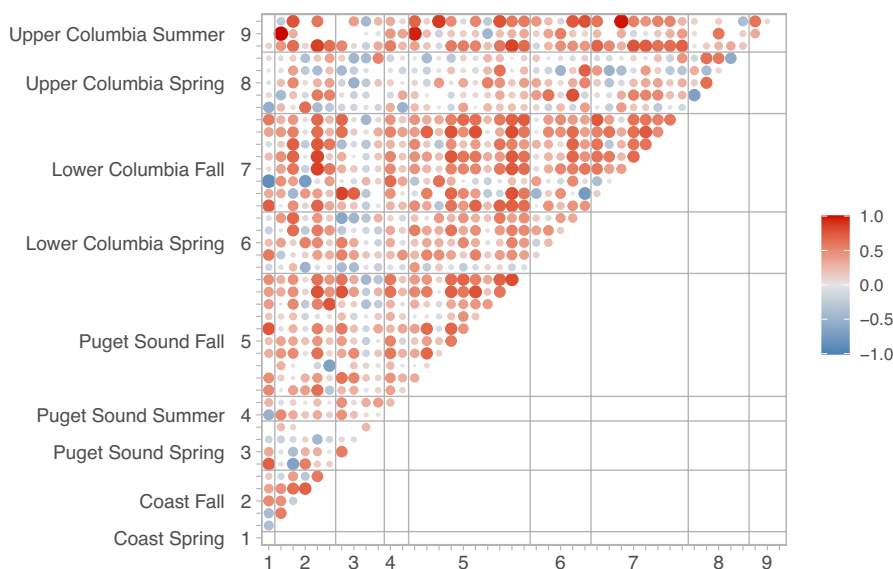 Upper Columbia Summer 9
Upper Columbia Spring 8
Lower Columbia Fall 7
Lower Columbia Spring 6
Puget Sound Fall 5
Puget Sound Summer 4
Puget Sound Spring 3
Coast Fall 2
Coast Spring 1
1 2 3 4 5 6 7 8 9
1.0
0.5
0.0
−0.5
−1.0